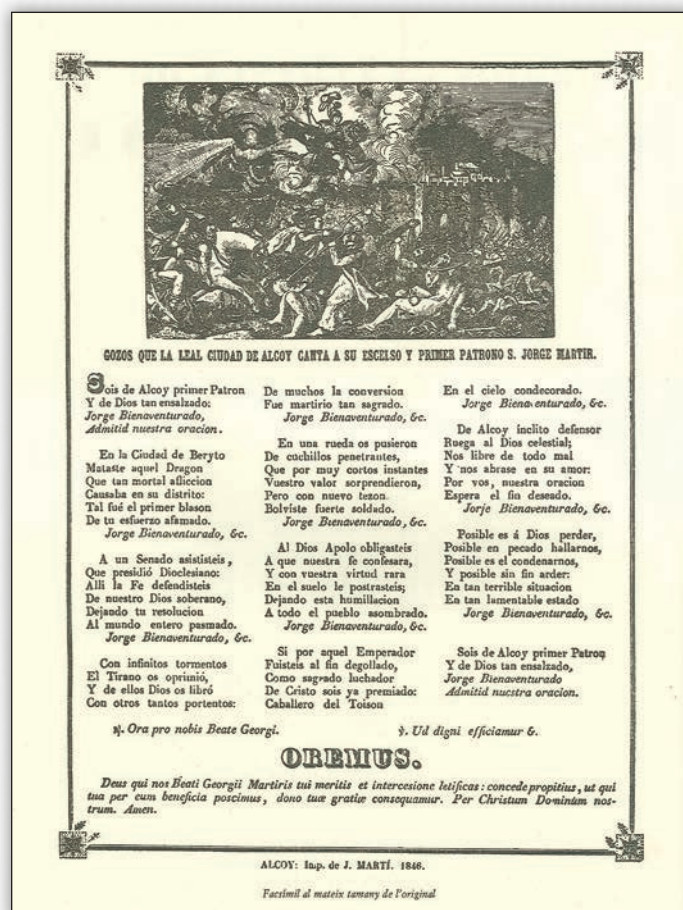 GOZOS QUE LA LEAL CIUDAD DE ALCOY CANTA A SU ESCELSO Y PRIMER PATRONO S. JORGE MARTIR.
Sois de Alcoy primer Patron
Y de Dios tan ensalzado:
Jorge Bienaventurado,
Admitid nuestra oracion.
En la Ciudad de Beryto
Mataste aquel Dragon
Que tan mortal afliccion
Causaba en su distrito:
Tal fué el primer blason
De tu esfuerzo afamado.
Jorge Bienaventurado, &c.
A un Senado asististeis,
Que presidió Dioclesiano:
Alli la Fe defendisteis
De nuestro Dios soberano,
Dejando tu resolucion
Al mundo entero pasmado.
Jorge Bienaventurado, &c.
Con infinitos tormentos
El Tirano os opriunió
Y de ellos Dios os libró
Con otros tantos portentos:
De muchos la conversion
Fue martirio tan sagrado.
Jorge Bienaventurado, &c.
En una rueda os pusieron
De cuchillos penetrantes,
Que por muy cortos instantes
Vuestro valor sorprendieron,
Pero con nuevo tezon
Bolviste fuerte soldado.
Jorge Bienaventurado, &c.
Al Dios Apolo obligasteis
A que nuestra fe confesara,
Y con vuestra virtud rara
En el suelo le postrasteis;
Dejando esta humillacion
A todo el pueblo asombrado.
Jorge Bienaventurado, &c.
Si por aquel Emperador
Fuisteis al fin degollado,
Como sagrado luchador
De Cristo sois ya premiado:
Caballero del Toison
En el cielo condecorado.
Jorge Bienaventurado, &c.
De Alcoy inclito defensor
Ruega al Dios celestial;
Nos libre de todo mal
Y nos abrase en su amor:
Por vos, nuestra oracion
Espera el fin deseado.
Jorje Bienaventurado, &c.
Posible es á Dios perder,
Posible en pecado hallarnos,
Posible es el condenarnos,
Y posible sin fin arder:
En tan terrible situacion
En tan lamentable estado
Jorge Bienaventurado, &c.
Sois de Alcoy primer Patron
Y de Dios tan ensalzado,
Jorge Bienaventurado
Admitid nuestra oracion.
℟. Ora pro nobis Beate Georgi. ℣. Ud digni efficiamur &.
OREMUS.
Deus qui nos Beati Georgii Martiris tui meritis et intercesione letificas: concede propitius, ut qui
tua per eum beneficia poscimus, dono tuæ gratiæ consequamur. Per Christum Dominum nos-
trum. Amen.
ALCOY: Imp. de J. MARTÍ. 1846.
Facsímil al mateix tamany de l'original